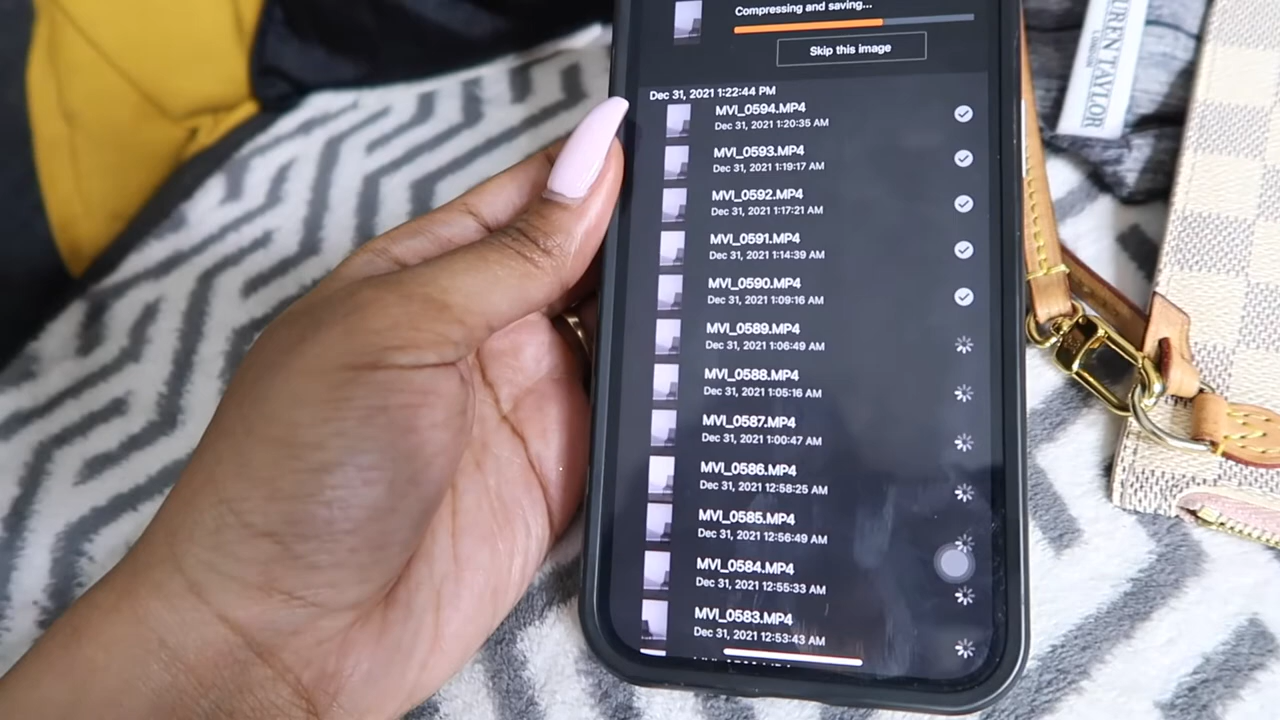 Compressing and saving...
Skip this image
Dec 31, 2021 1:22:44 PM
MVI_0594.MP4
Dec 31, 2021 1:20:35 AM
MVI_0593.MP4
Dec 31, 2021 1:19:17 AM
MVI_0592.MP4
Dec 31, 2021 1:17:21 AM
MVI_0591.MP4
Dec 31, 2021 1:14:39 AM
MVI_0590.MP4
Dec 31, 2021 1:09:16 AM
MVI_0589.MP4
Dec 31, 2021 1:06:49 AM
MVI_0588.MP4
Dec 31, 2021 1:05:16 AM
MVI_0587.MP4
Dec 31, 2021 1:00:47 AM
MVI_0586.MP4
Dec 31, 2021 12:58:25 AM
MVI_0585.MP4
Dec 31, 2021 12:56:49 AM
MVI_0584.MP4
Dec 31, 2021 12:55:33 AM
MVI_0583.MP4
Dec 31, 2021 12:53:43 AM
TAYLOR